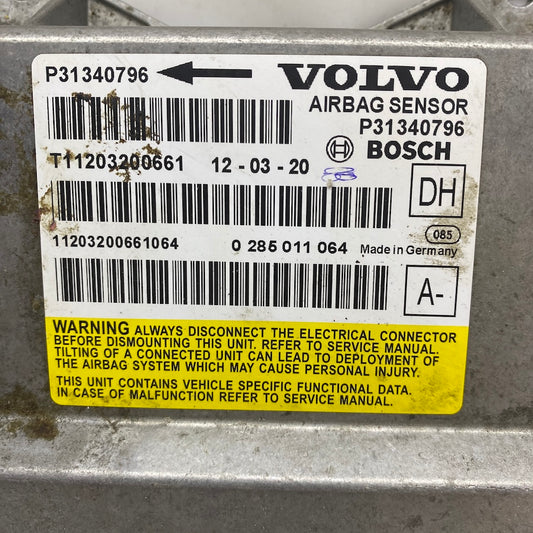 P31340796 VOLVO
AIRBAG SENSOR
P31340796
T11203200661 12-03-20 BOSCH
DH
11203200661064 0 285 011 064 085
Made in Germany
A-
WARNING ALWAYS DISCONNECT THE ELECTRICAL CONNECTOR
BEFORE DISMOUNTING THIS UNIT. REFER TO SERVICE MANUAL.
TILTING OF A CONNECTED UNIT CAN LEAD TO DEPLOYMENT OF
THE AIRBAG SYSTEM WHICH MAY CAUSE PERSONAL INJURY.
THIS UNIT CONTAINS VEHICLE SPECIFIC FUNCTIONAL DATA.
IN CASE OF MALFUNCTION REFER TO SERVICE MANUAL.